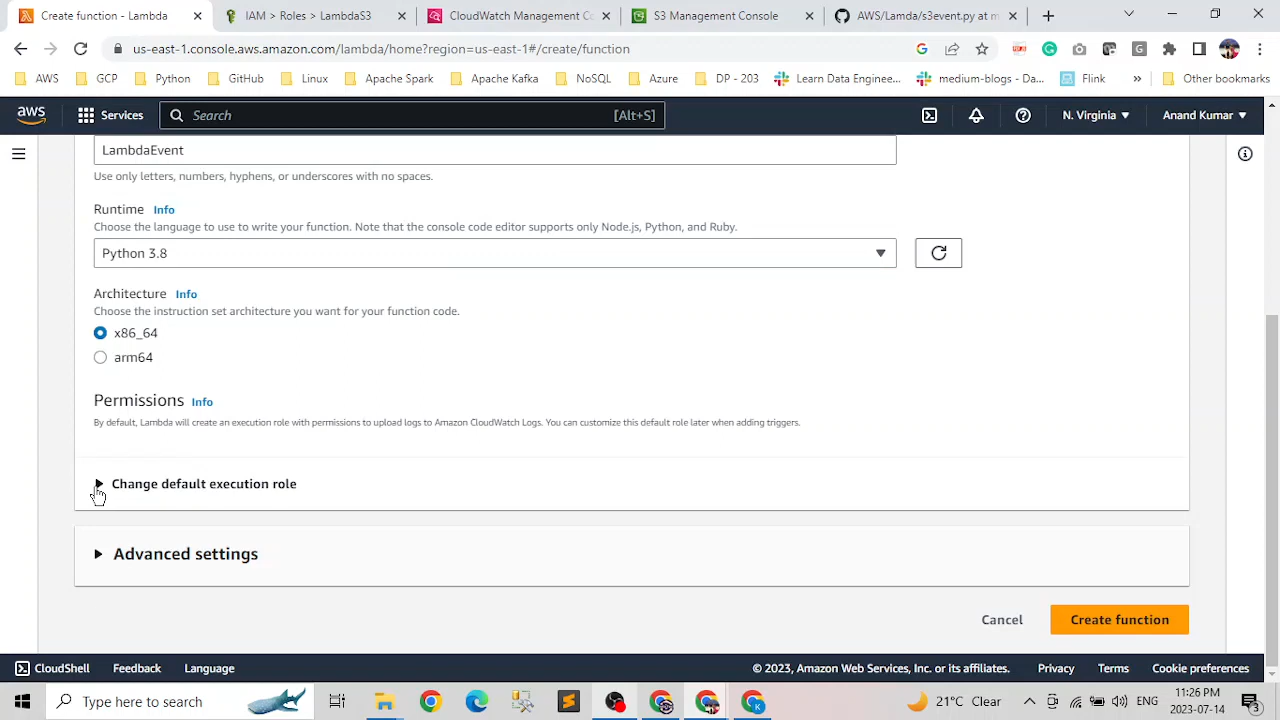 Create function - Lambda
IAM > Roles > LambdaS3
Amazon CloudWatch Co
S3 Management Console
AWS/Lambda/s3event.py at m
us-east-1.console.aws.amazon.com/lambda/home?region=us-east-1#/create/function
AWS
GCP
Python
GitHub
Linux
Apache Spark
Apache Kafka
NoSQL
Azure
DP - 203
Learn Data Enginee...
medium-blogs - Da...
Flink
»
Other bookmarks
aws
Services
Search
[Alt+S]
N. Virginia
Anand Kumar
LambdaEvent
Use only letters, numbers, hyphens, or underscores with no spaces.
Runtime Info
Choose the language to use to write your function. Note that the console code editor supports only Node.js, Python, and Ruby.
Python 3.8
Architecture Info
Choose the instruction set architecture you want for your function code.
x86_64
arm64
Permissions Info
By default, Lambda will create an execution role with permissions to upload logs to Amazon CloudWatch Logs. You can customize this default role later when adding triggers.
Change default execution role
Advanced settings
Cancel
Create function
CloudShell
Feedback
Language
© 2023, Amazon Web Services, Inc. or its affiliates.
Privacy
Terms
Cookie preferences
Type here to search
21°C Clear
ENG
11:26 PM
2023-07-14
3